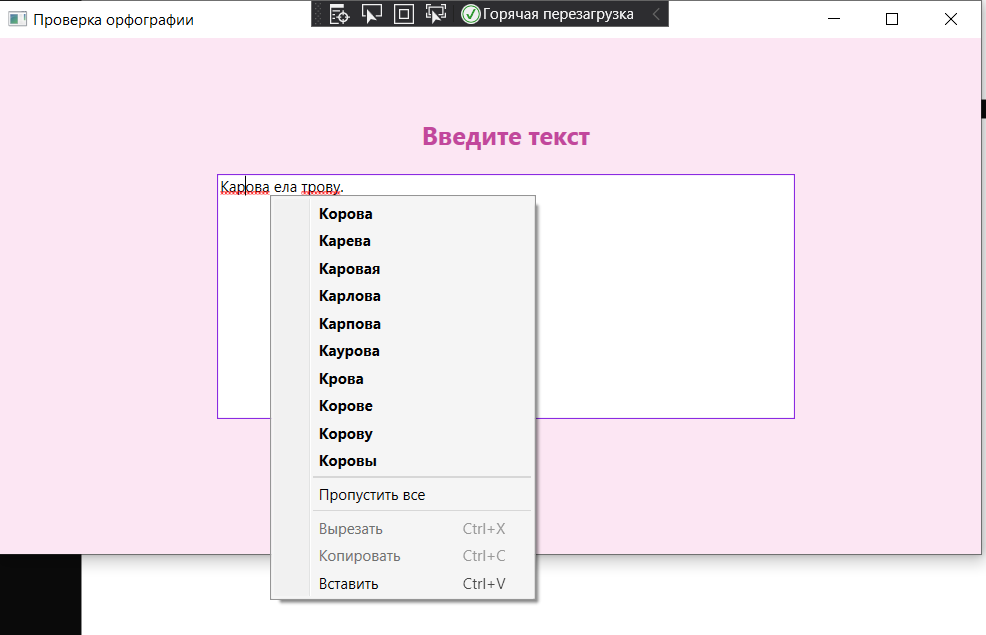 Проверка орфографии
Горячая перезагрузка
Введите текст
Карова ела трову.
Корова
Карева
Каровая
Карлова
Карпова
Каурова
Крова
Корове
Корову
Коровы
Пропустить все
Вырезать Ctrl+X
Копировать Ctrl+C
Вставить Ctrl+V